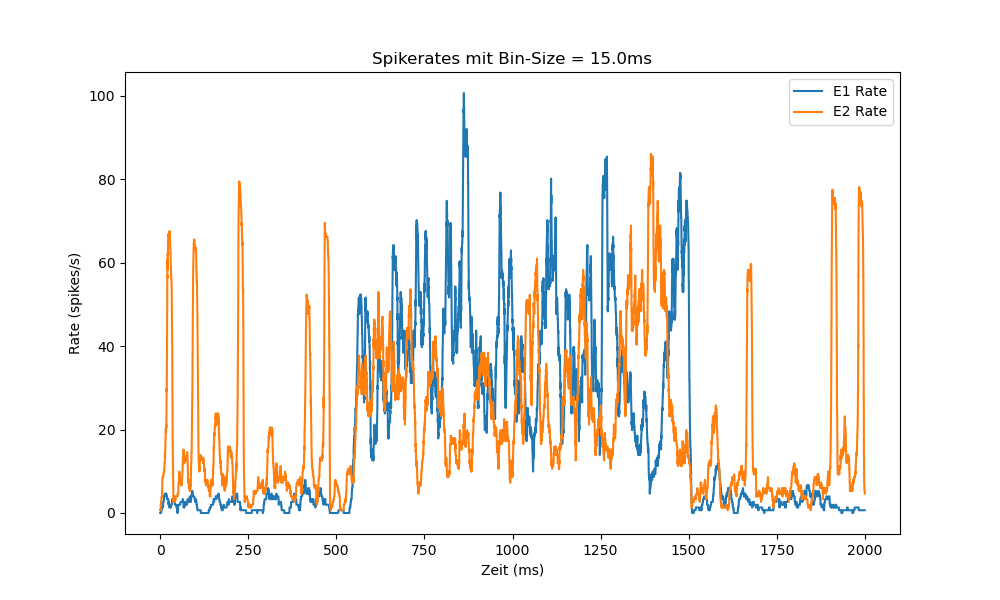 Spikerates mit Bin-Size = 15.0ms
E1 Rate
E2 Rate
Rate (spikes/s)
100
80
60
40
20
0
0 250 500 750 1000 1250 1500 1750 2000
Zeit (ms)